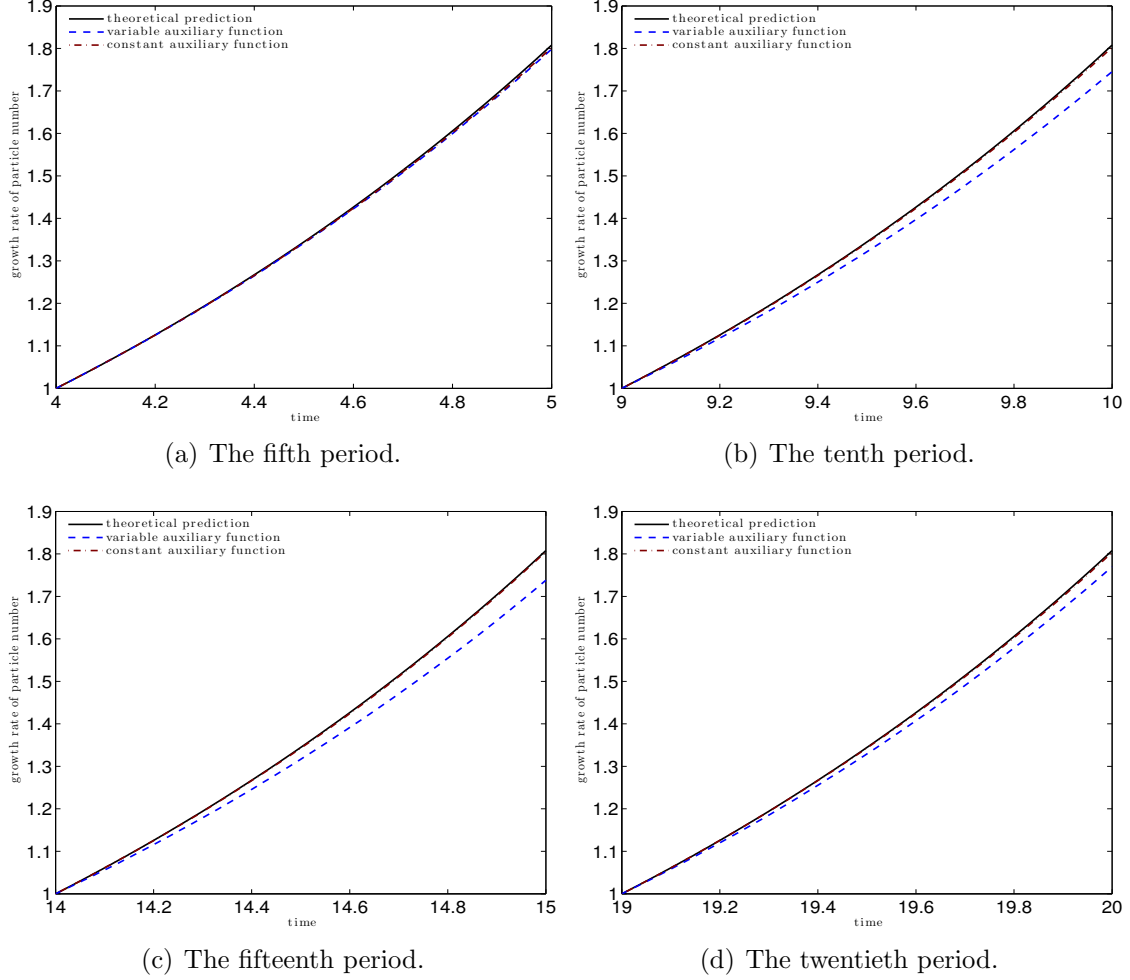 1.9
theoretical prediction
variable auxiliary function
constant auxiliary function
1.8
1.7
1.6
1.5
1.4
1.3
1.2
1.1
1
growth rate of particle number
4 4.2 4.4 4.6 4.8 5
time
(a) The fifth period.
1.9
theoretical prediction
variable auxiliary function
constant auxiliary function
1.8
1.7
1.6
1.5
1.4
1.3
1.2
1.1
1
growth rate of particle number
9 9.2 9.4 9.6 9.8 10
time
(b) The tenth period.
1.9
theoretical prediction
variable auxiliary function
constant auxiliary function
1.8
1.7
1.6
1.5
1.4
1.3
1.2
1.1
1
growth rate of particle number
14 14.2 14.4 14.6 14.8 15
time
(c) The fifteenth period.
1.9
theoretical prediction
variable auxiliary function
constant auxiliary function
1.8
1.7
1.6
1.5
1.4
1.3
1.2
1.1
1
growth rate of particle number
19 19.2 19.4 19.6 19.8 20
time
(d) The twentieth period.